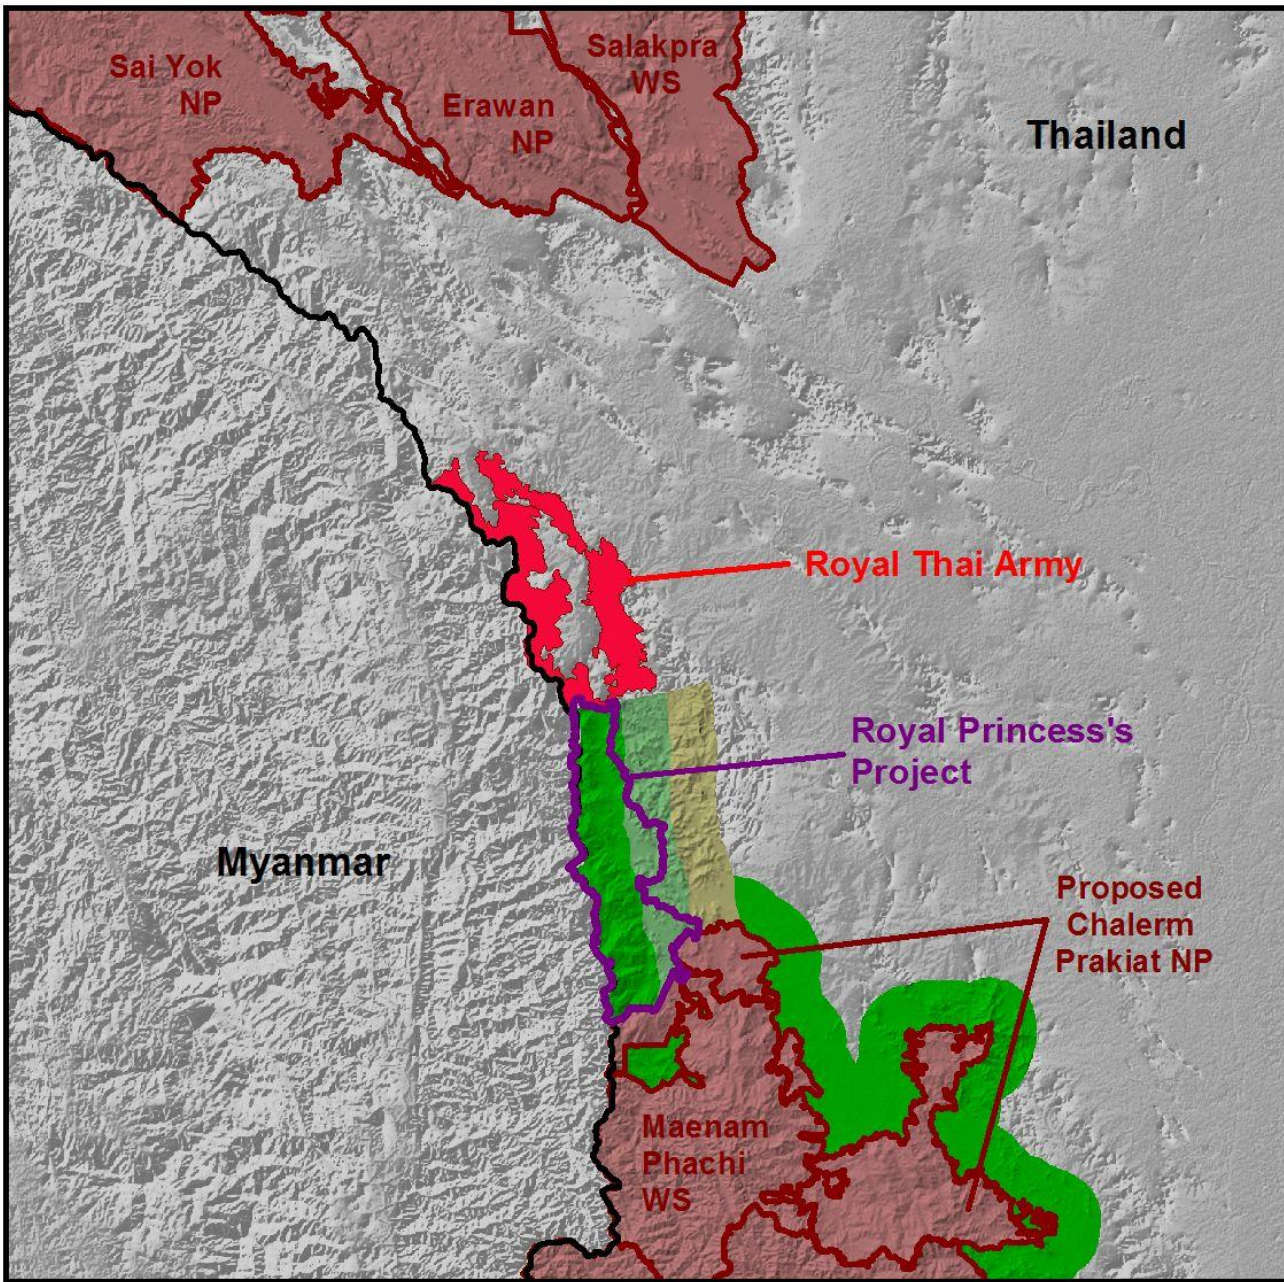 Sai Yok
NP
Erawan
NP
Salakpra
WS
Thailand
Royal Thai Army
Royal Princess's
Project
Myanmar
Proposed
Chalerm
Prakiat NP
Maenam
Phachi
WS